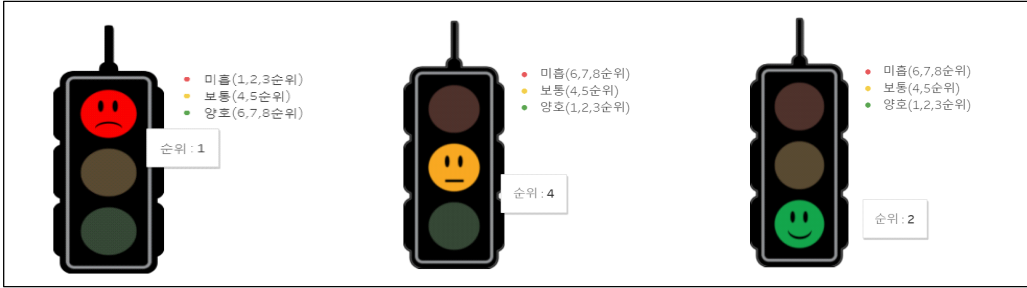 미흡(1,2,3순위)
보통(4,5순위)
양호(6,7,8순위)
순위 : 1
미흡(6,7,8순위)
보통(4,5순위)
양호(1,2,3순위)
순위 : 4
미흡(6,7,8순위)
보통(4,5순위)
양호(1,2,3순위)
순위 : 2